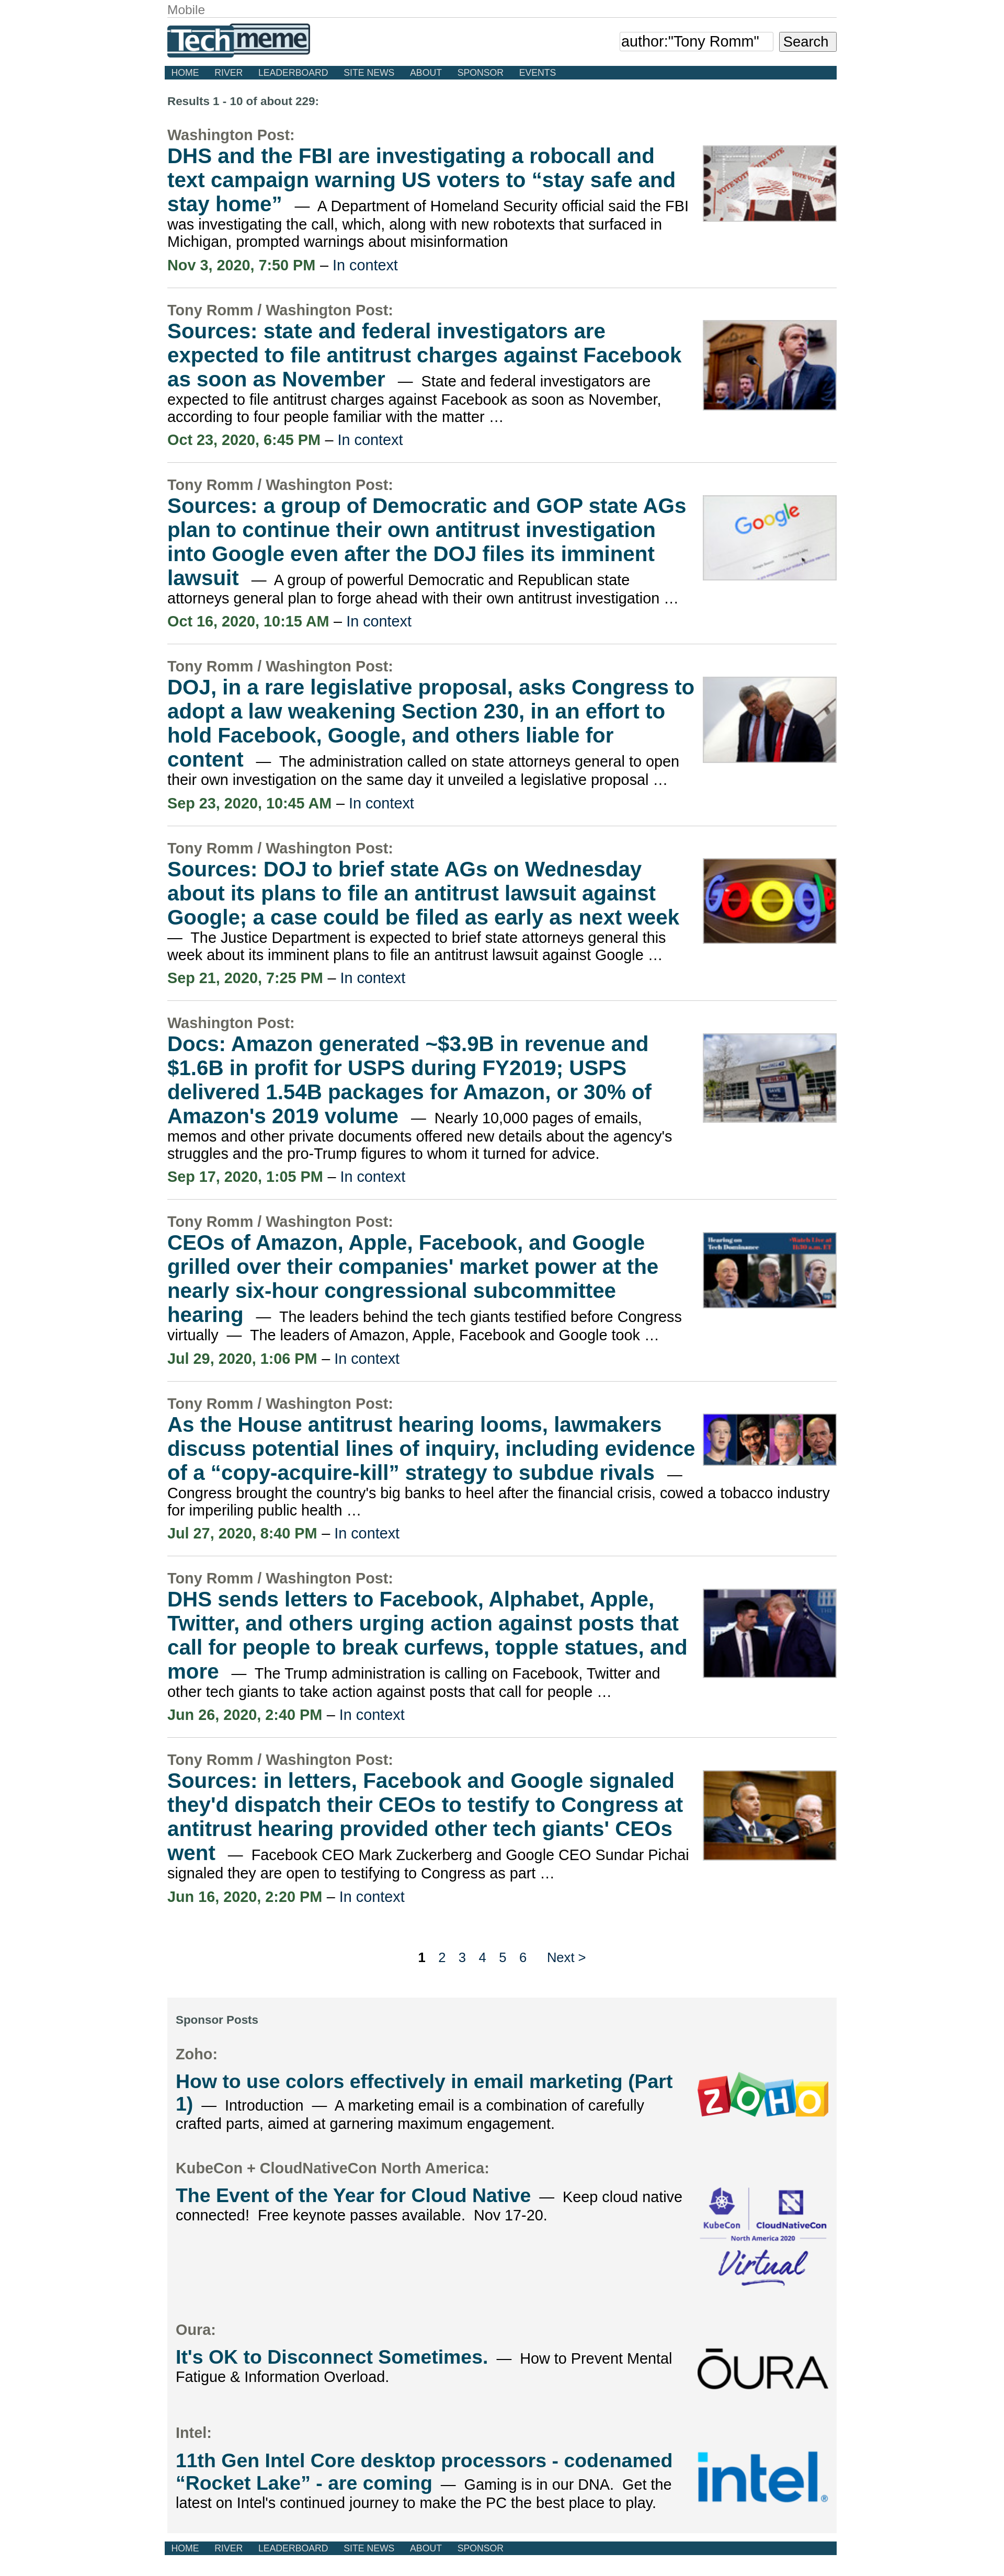 Mobile
Techmeme
author:"Tony Romm"
Search
HOME RIVER LEADERBOARD SITE NEWS ABOUT SPONSOR EVENTS
Results 1 - 10 of about 229:
Washington Post:
DHS and the FBI are investigating a robocall and
text campaign warning US voters to “stay safe and
stay home” — A Department of Homeland Security official said the FBI
was investigating the call, which, along with new robotexts that surfaced in
Michigan, prompted warnings about misinformation
Nov 3, 2020, 7:50 PM – In context
Tony Romm / Washington Post:
Sources: state and federal investigators are
expected to file antitrust charges against Facebook
as soon as November — State and federal investigators are
expected to file antitrust charges against Facebook as soon as November,
according to four people familiar with the matter …
Oct 23, 2020, 6:45 PM – In context
Tony Romm / Washington Post:
Sources: a group of Democratic and GOP state AGs
plan to continue their own antitrust investigation
into Google even after the DOJ files its imminent
lawsuit — A group of powerful Democratic and Republican state
attorneys general plan to forge ahead with their own antitrust investigation …
Google
Oct 16, 2020, 10:15 AM – In context
Tony Romm / Washington Post:
DOJ, in a rare legislative proposal, asks Congress to
adopt a law weakening Section 230, in an effort to
hold Facebook, Google, and others liable for
content — The administration called on state attorneys general to open
their own investigation on the same day it unveiled a legislative proposal …
Sep 23, 2020, 10:45 AM – In context
Tony Romm / Washington Post:
Sources: DOJ to brief state AGs on Wednesday
about its plans to file an antitrust lawsuit against
Google; a case could be filed as early as next week
— The Justice Department is expected to brief state attorneys general this
week about its imminent plans to file an antitrust lawsuit against Google …
Google
Sep 21, 2020, 7:25 PM – In context
Washington Post:
Docs: Amazon generated ~$3.9B in revenue and
$1.6B in profit for USPS during FY2019; USPS
delivered 1.54B packages for Amazon, or 30% of
Amazon's 2019 volume — Nearly 10,000 pages of emails,
memos and other private documents offered new details about the agency's
struggles and the pro-Trump figures to whom it turned for advice.
Sep 17, 2020, 1:05 PM – In context
Tony Romm / Washington Post:
CEOs of Amazon, Apple, Facebook, and Google
grilled over their companies' market power at the
nearly six-hour congressional subcommittee
hearing — The leaders behind the tech giants testified before Congress
virtually — The leaders of Amazon, Apple, Facebook and Google took …
Hearing on
Tech Dominance
Watch Live at
11:30 a.m. ET
Jul 29, 2020, 1:06 PM – In context
Tony Romm / Washington Post:
As the House antitrust hearing looms, lawmakers
discuss potential lines of inquiry, including evidence
of a “copy-acquire-kill” strategy to subdue rivals —
Congress brought the country's big banks to heel after the financial crisis, cowed a tobacco industry
for imperiling public health …
Jul 27, 2020, 8:40 PM – In context
Tony Romm / Washington Post:
DHS sends letters to Facebook, Alphabet, Apple,
Twitter, and others urging action against posts that
call for people to break curfews, topple statues, and
more — The Trump administration is calling on Facebook, Twitter and
other tech giants to take action against posts that call for people …
Jun 26, 2020, 2:40 PM – In context
Tony Romm / Washington Post:
Sources: in letters, Facebook and Google signaled
they'd dispatch their CEOs to testify to Congress at
antitrust hearing provided other tech giants' CEOs
went — Facebook CEO Mark Zuckerberg and Google CEO Sundar Pichai
signaled they are open to testifying to Congress as part …
Jun 16, 2020, 2:20 PM – In context
1 2 3 4 5 6 Next >
Sponsor Posts
Zoho:
How to use colors effectively in email marketing (Part
1) — Introduction — A marketing email is a combination of carefully
crafted parts, aimed at garnering maximum engagement.
ZOHO
KubeCon + CloudNativeCon North America:
The Event of the Year for Cloud Native — Keep cloud native
connected! Free keynote passes available. Nov 17-20.
KubeCon CloudNativeCon
North America 2020
Virtual
Oura:
It's OK to Disconnect Sometimes. — How to Prevent Mental
Fatigue & Information Overload.
ŌURA
Intel:
11th Gen Intel Core desktop processors - codenamed
“Rocket Lake” - are coming — Gaming is in our DNA. Get the
latest on Intel's continued journey to make the PC the best place to play.
intel®
HOME RIVER LEADERBOARD SITE NEWS ABOUT SPONSOR